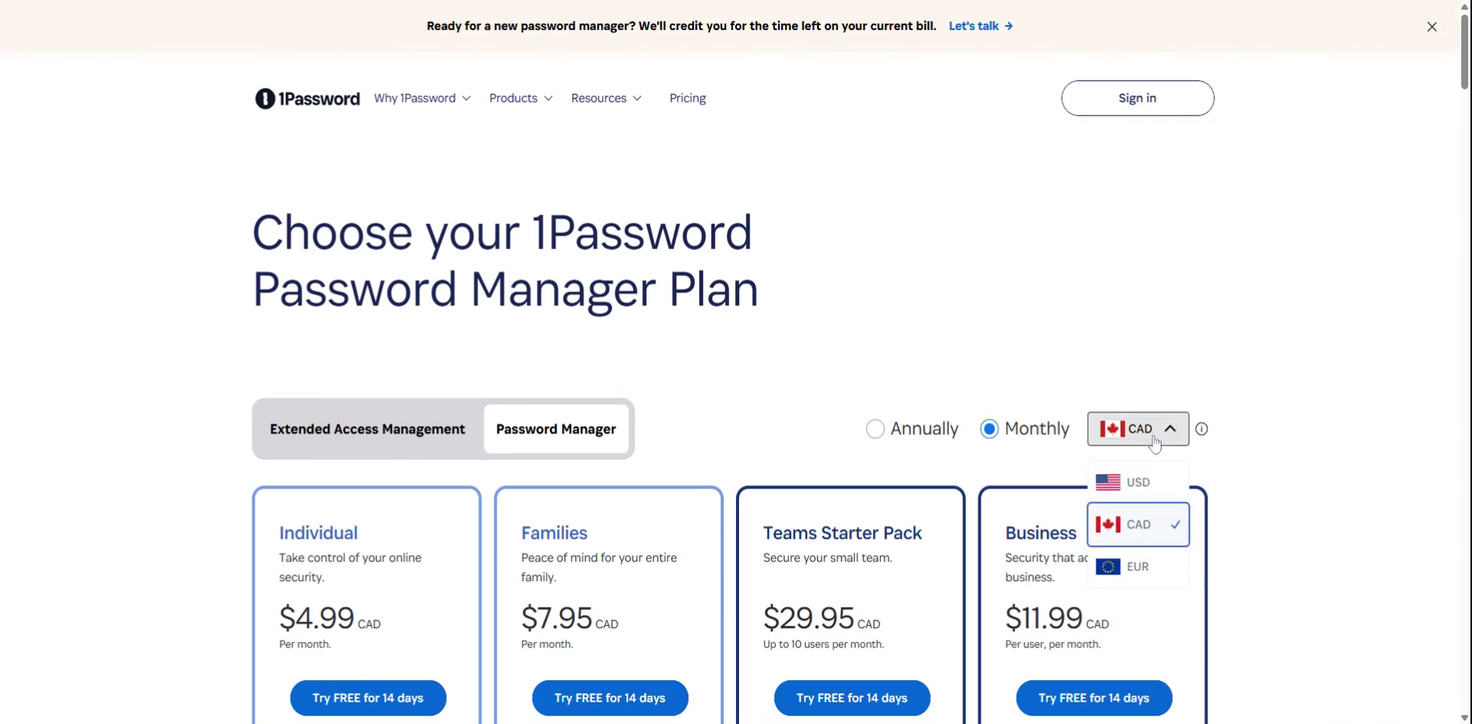 Ready for a new password manager? We'll credit you for the time left on your current bill. Let's talk →
1Password
Why 1Password
Products
Resources
Pricing
Sign in
Choose your 1Password
Password Manager Plan
Extended Access Management
Password Manager
Annually
Monthly
CAD
USD
CAD
EUR
Individual
Take control of your online
security.
$4.99 CAD
Per month.
Try FREE for 14 days
Families
Peace of mind for your entire
family.
$7.95 CAD
Per month.
Try FREE for 14 days
Teams Starter Pack
Secure your small team.
$29.95 CAD
Up to 10 users per month.
Try FREE for 14 days
Business
Security that
business.
$11.99 CAD
Per user, per month.
Try FREE for 14 days